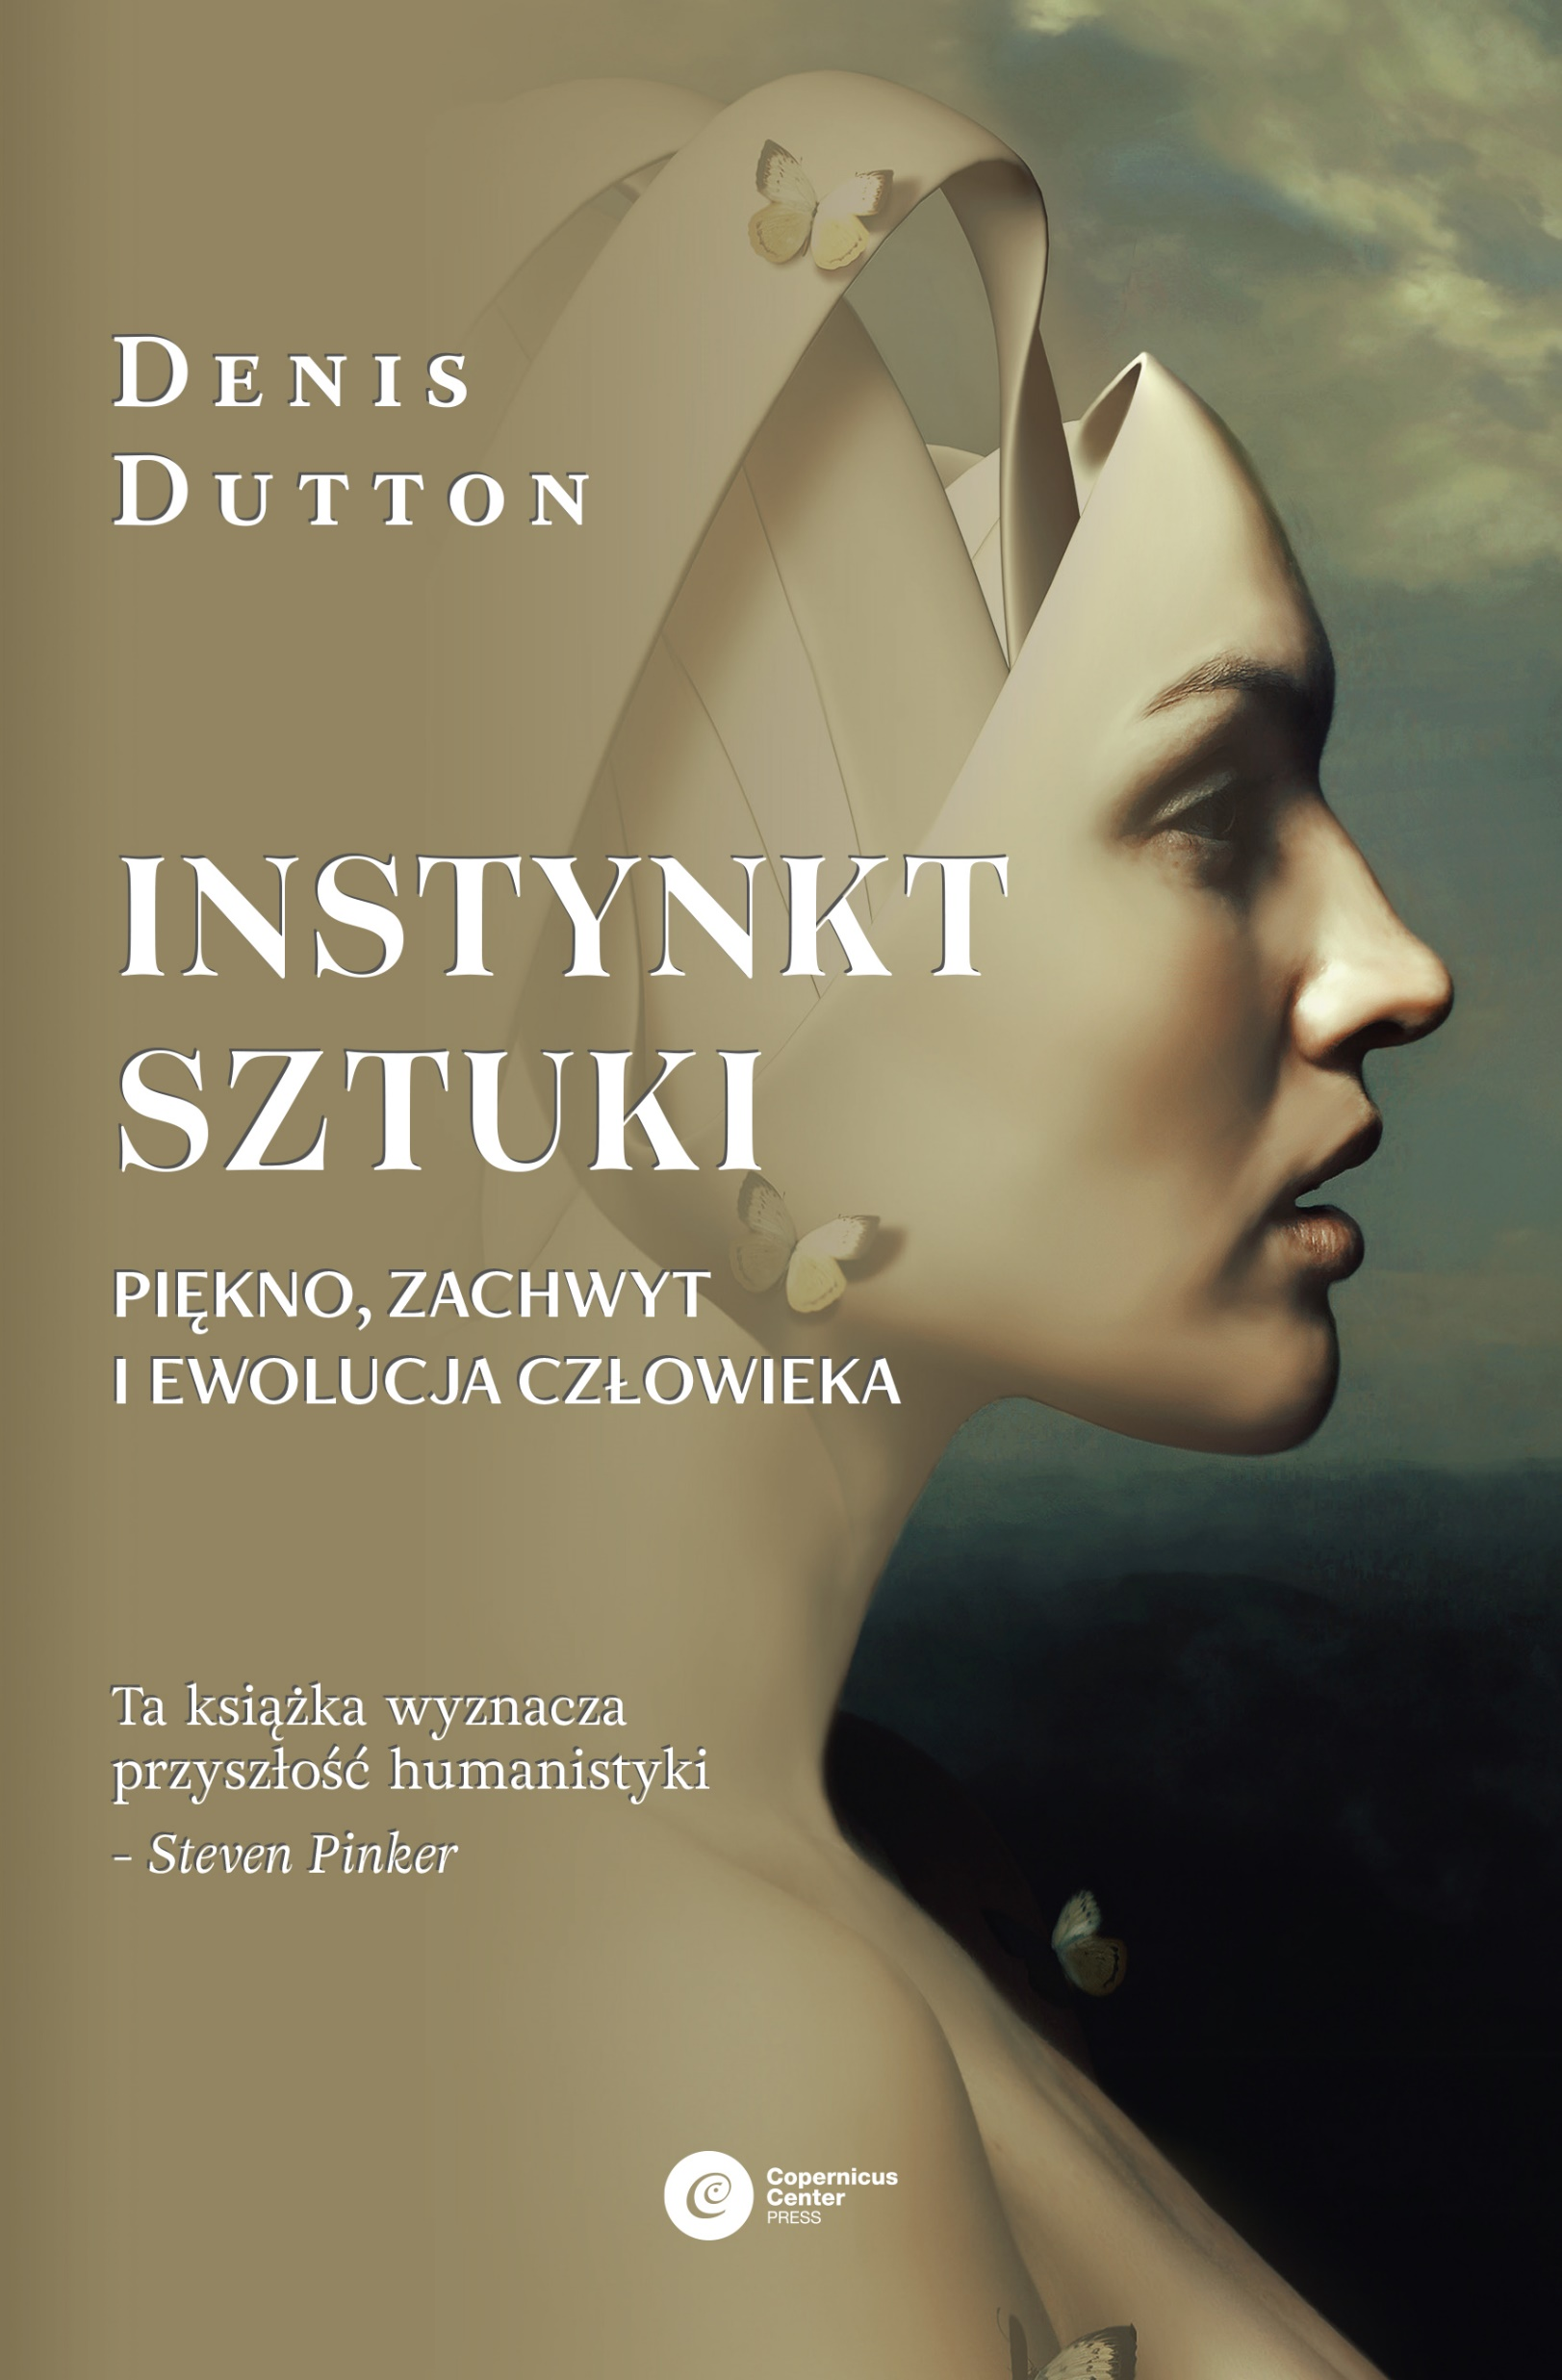 DENIS
DUTTON
INSTYNKT
SZTUKI
PIĘKNO, ZACHWYT
I EWOLUCJA CZŁOWIEKA
Ta książka wyznacza
przyszłość humanistyki
- Steven Pinker
Copernicus
Center
PRESS